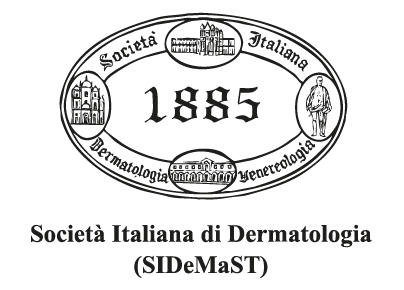 Società Italiana
1885
Dermatologia Venereologia
Società Italiana di Dermatologia
(SIDeMaST)